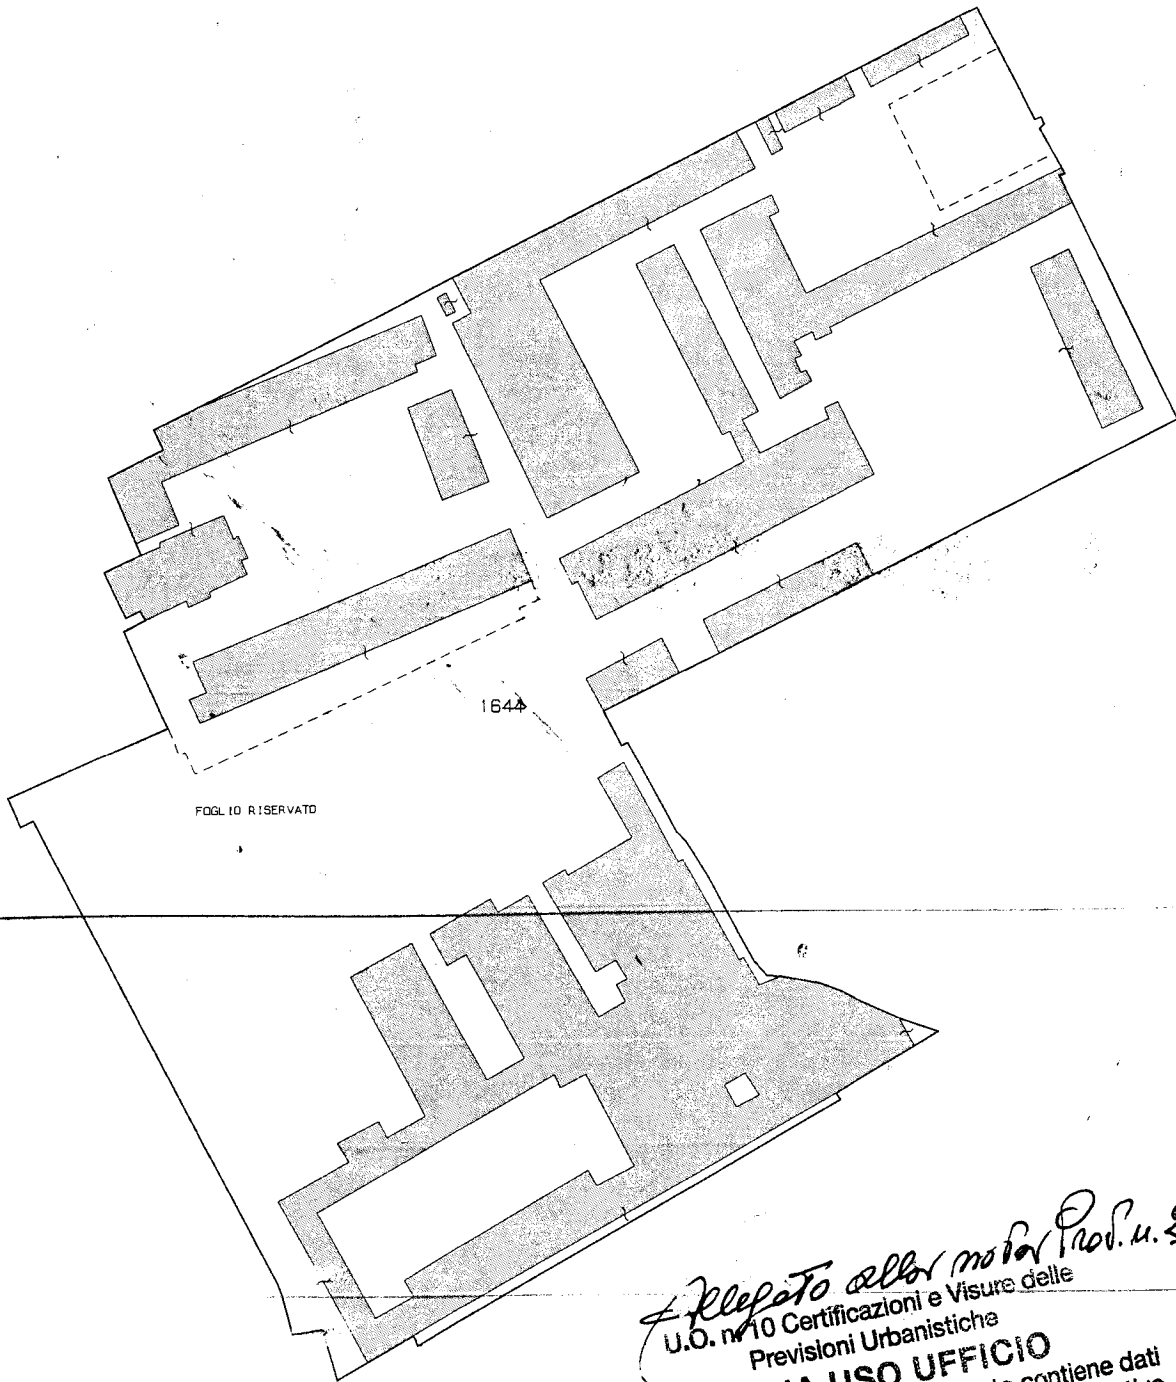 1644
FOGLIO RISERVATO
Allegato alla nota Prot. n.
U.O. n. 10 Certificazioni e Visure delle
Previsioni Urbanistiche
USO UFFICIO
contiene dati